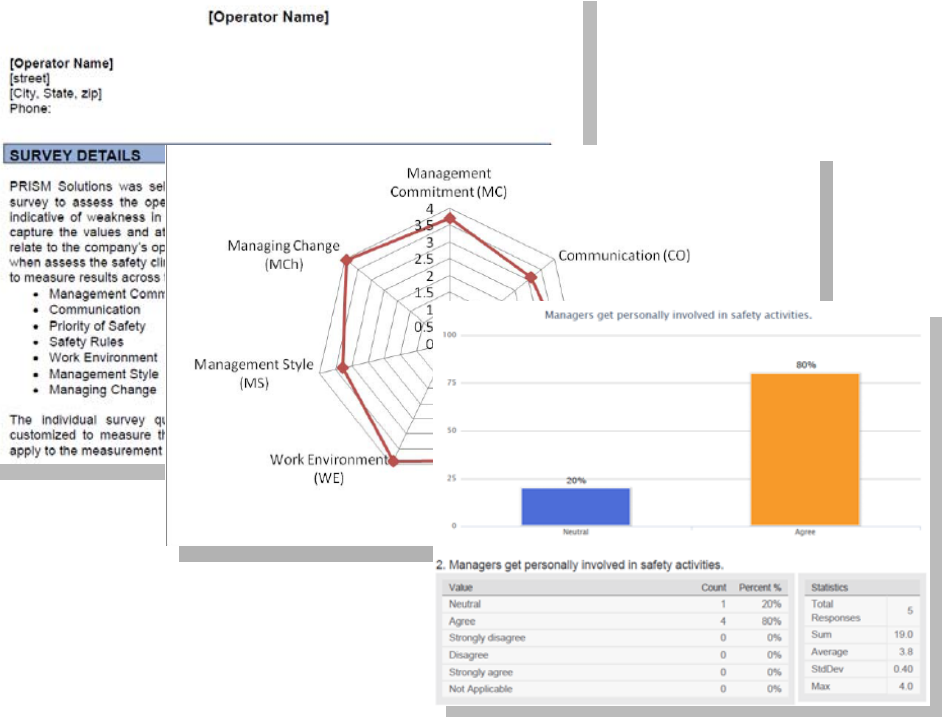 [Operator Name]
[Operator Name]
[street]
[City, State, zip]
Phone:
SURVEY DETAILS
PRISM Solutions was sel
survey to assess the ope
indicative of weakness in
capture the values and at
relate to the company's op
when assess the safety cli
to measure results across
• Management Comm
• Communication
• Priority of Safety
• Safety Rules
• Work Environment
• Management Style
• Managing Change
The individual survey qu
customized to measure th
apply to the measurement
Management
Commitment (MC)
4
3.5
3
2.5
2
1.5
1
0.5
0
Communication (CO)
Managing Change
(MCh)
Management Style
(MS)
Work Environment
(WE)
Managers get personally involved in safety activities.
100
75
50
25
0
20%
80%
Neutral
Agree
2. Managers get personally involved in safety activities.
Value Count Percent %
Neutral 1 20%
Agree 4 80%
Strongly disagree 0 0%
Disagree 0 0%
Strongly agree 0 0%
Not Applicable 0 0%
Statistics
Total
Responses 5
Sum 19.0
Average 3.8
StdDev 0.40
Max 4.0